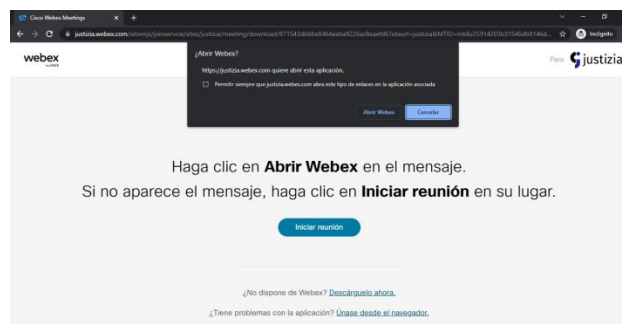 Cisco Webex Meetings
justizia.webex.com/
Incógnito
webex
by CISCO
Para justizia
¿Abrir Webex?
https://justizia.webex.com quiere abrir esta aplicación.
Permitir siempre que justizia.webex.com abra este tipo de enlaces en la aplicación asociada
Abrir Webex Cancelar
Haga clic en Abrir Webex en el mensaje.
Si no aparece el mensaje, haga clic en Iniciar reunión en su lugar.
Iniciar reunión
¿No dispone de Webex? Descárguelo ahora.
¿Tiene problemas con la aplicación? Únase desde el navegador.